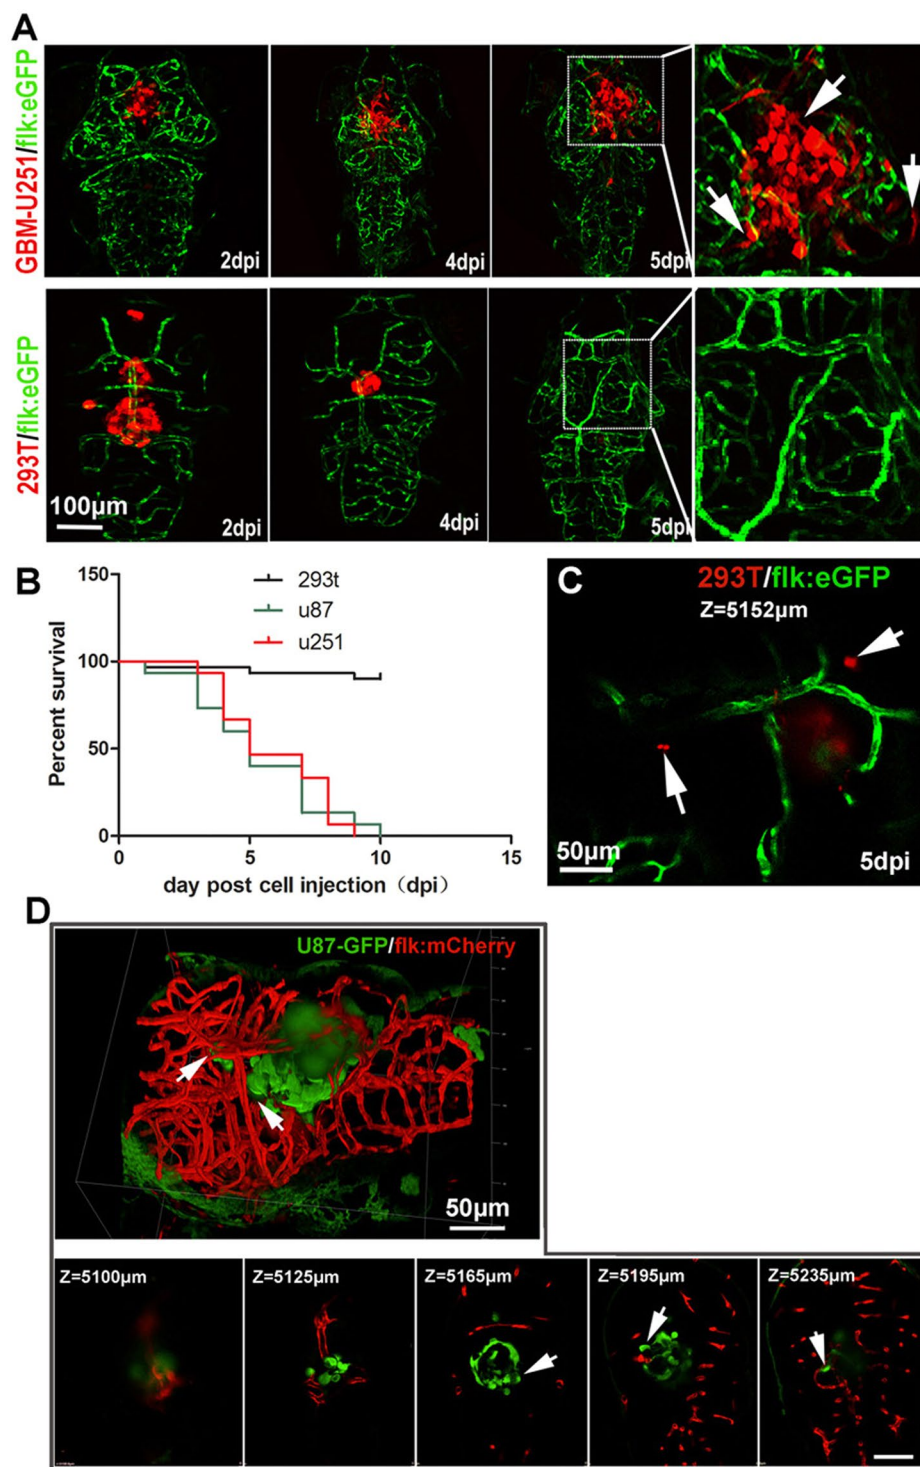 A
GBM-U251/flk:eGFP
2dpi
4dpi
5dpi
293T/flk:eGFP
100µm
2dpi
4dpi
5dpi
B
150
100
50
0
Percent survival
293t
u87
u251
0 5 10 15
day post cell injection（dpi）
C
293T/flk:eGFP
Z=5152µm
50µm
5dpi
D
U87-GFP/flk:mCherry
50µm
Z=5100µm
Z=5125µm
Z=5165µm
Z=5195µm
Z=5235µm